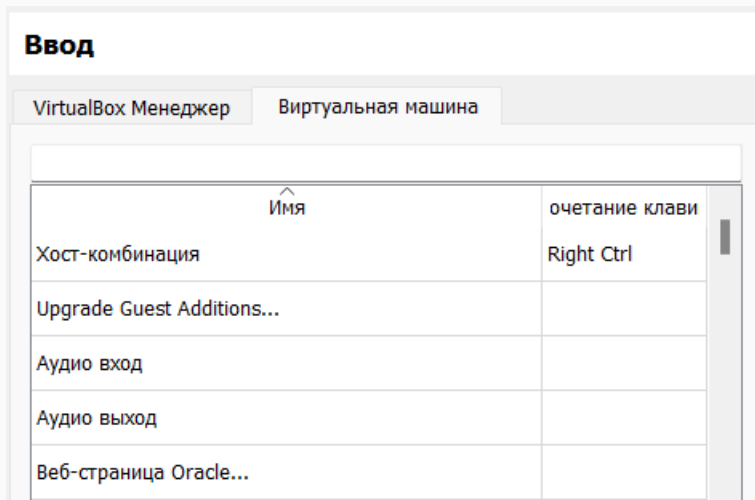 Ввод
VirtualBox Менеджер Виртуальная машина
Имя очетание клави
Хост-комбинация Right Ctrl
Upgrade Guest Additions...
Аудио вход
Аудио выход
Веб-страница Oracle...